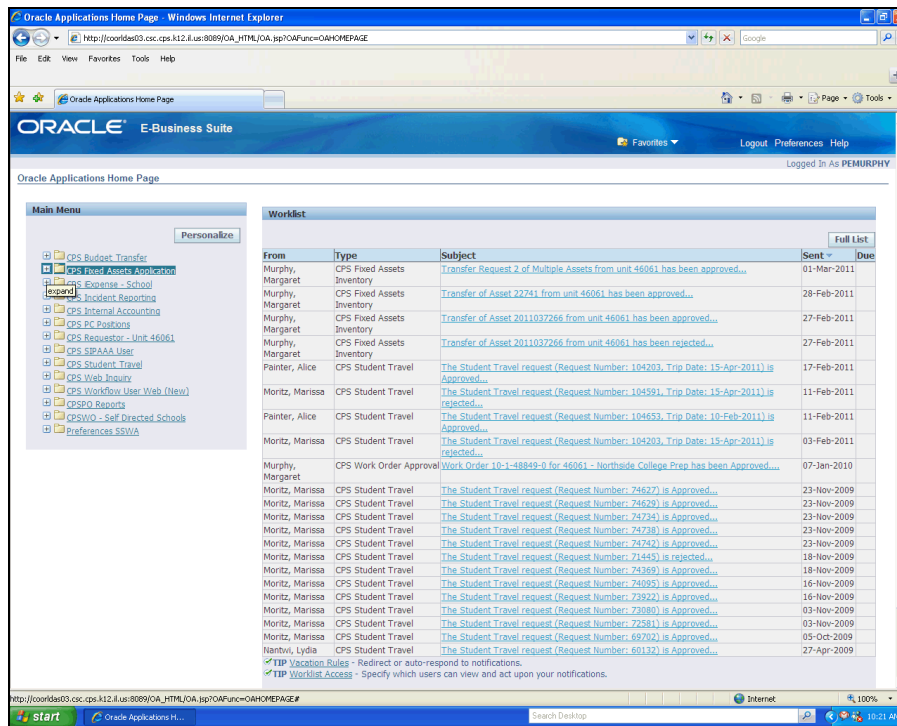 Oracle Applications Home Page - Windows Internet Explorer
http://coorldas03.csc.cps.k12.il.us:8089/OA_HTML/OA.jsp?OAFunc=OAHOMEPAGE
Google
File Edit View Favorites Tools Help
Oracle Applications Home Page
Page Tools
ORACLE E-Business Suite
Favorites Logout Preferences Help
Logged In As PEMURPHY
Oracle Applications Home Page
Main Menu
Personalize
CPS Budget Transfer
CPS Fixed Assets Application
CPS iExpense - School
expand
CPS Incident Reporting
CPS Internal Accounting
CPS PC Positions
CPS Requestor - Unit 46061
CPS SIPAAA User
CPS Student Travel
CPS Web Inquiry
CPS Workflow User Web (New)
CPSPO Reports
CPSWO - Self Directed Schools
Preferences SSWA
Worklist
Full List
From Type Subject Sent Due
Murphy, Margaret CPS Fixed Assets Inventory Transfer Request 2 of Multiple Assets from unit 46061 has been approved... 01-Mar-2011
Murphy, Margaret CPS Fixed Assets Inventory Transfer of Asset 22741 from unit 46061 has been approved... 28-Feb-2011
Murphy, Margaret CPS Fixed Assets Inventory Transfer of Asset 2011037266 from unit 46061 has been approved... 27-Feb-2011
Murphy, Margaret CPS Fixed Assets Inventory Transfer of Asset 2011037266 from unit 46061 has been rejected... 27-Feb-2011
Painter, Alice CPS Student Travel The Student Travel request (Request Number: 104203, Trip Date: 15-Apr-2011) is Approved... 17-Feb-2011
Moritz, Marissa CPS Student Travel The Student Travel request (Request Number: 104591, Trip Date: 15-Apr-2011) is rejected... 11-Feb-2011
Painter, Alice CPS Student Travel The Student Travel request (Request Number: 104653, Trip Date: 10-Feb-2011) is Approved... 11-Feb-2011
Moritz, Marissa CPS Student Travel The Student Travel request (Request Number: 104203, Trip Date: 15-Apr-2011) is rejected... 03-Feb-2011
Murphy, Margaret CPS Work Order Approval Work Order 10-1-48849-0 for 46061 - Northside College Prep has been Approved.... 07-Jan-2010
Moritz, Marissa CPS Student Travel The Student Travel request (Request Number: 74627) is Approved... 23-Nov-2009
Moritz, Marissa CPS Student Travel The Student Travel request (Request Number: 74629) is Approved... 23-Nov-2009
Moritz, Marissa CPS Student Travel The Student Travel request (Request Number: 74734) is Approved... 23-Nov-2009
Moritz, Marissa CPS Student Travel The Student Travel request (Request Number: 74738) is Approved... 23-Nov-2009
Moritz, Marissa CPS Student Travel The Student Travel request (Request Number: 74742) is Approved... 23-Nov-2009
Moritz, Marissa CPS Student Travel The Student Travel request (Request Number: 71445) is rejected... 18-Nov-2009
Moritz, Marissa CPS Student Travel The Student Travel request (Request Number: 74369) is Approved... 18-Nov-2009
Moritz, Marissa CPS Student Travel The Student Travel request (Request Number: 74095) is Approved... 16-Nov-2009
Moritz, Marissa CPS Student Travel The Student Travel request (Request Number: 73922) is Approved... 16-Nov-2009
Moritz, Marissa CPS Student Travel The Student Travel request (Request Number: 73080) is Approved... 03-Nov-2009
Moritz, Marissa CPS Student Travel The Student Travel request (Request Number: 72581) is Approved... 03-Nov-2009
Moritz, Marissa CPS Student Travel The Student Travel request (Request Number: 69702) is Approved... 05-Oct-2009
Nantwi, Lydia CPS Student Travel The Student Travel request (Request Number: 60132) is Approved... 27-Apr-2009
TIP Vacation Rules - Redirect or auto-respond to notifications.
TIP Worklist Access - Specify which users can view and act upon your notifications.
http://coorldas03.csc.cps.k12.il.us:8089/OA_HTML/OA.jsp?OAFunc=OAHOMEPAGE# Internet 100%
start Oracle Applications H... Search Desktop 10:21 AM